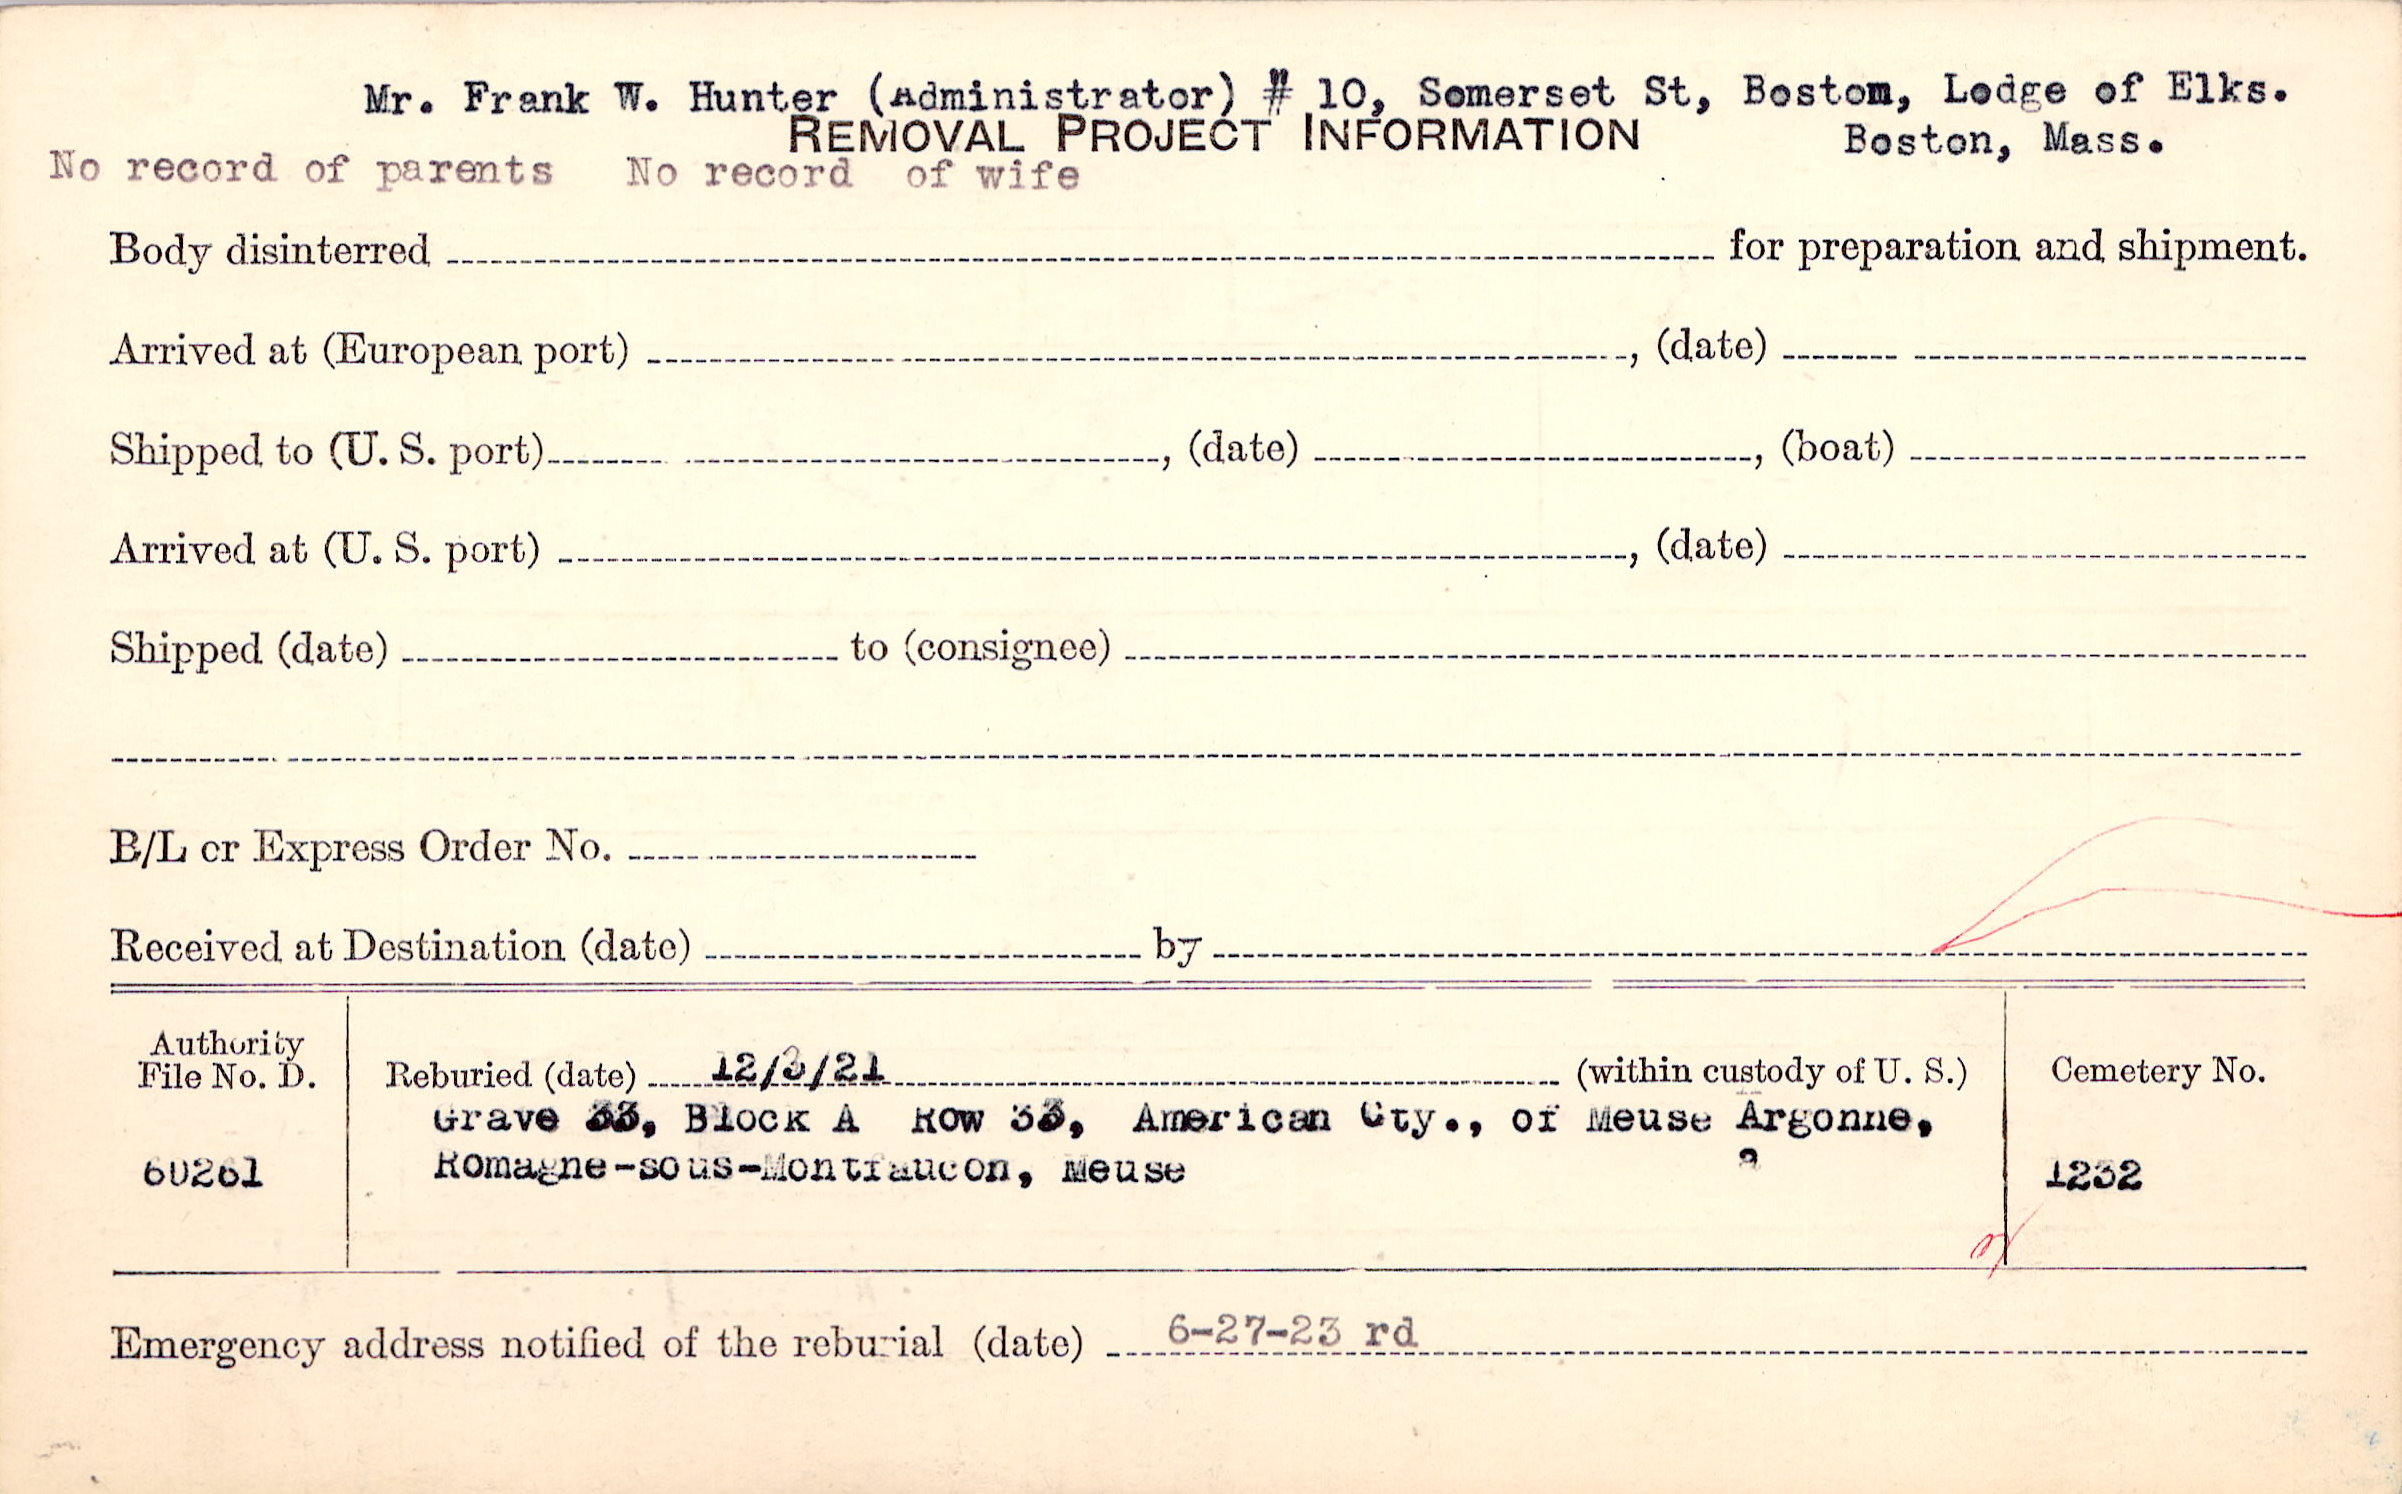 Mr. Frank W. Hunter (Administrator) # 10, Somerset St, Boston, Lodge of Elks.
REMOVAL PROJECT INFORMATION Boston, Mass.
No record of parents No record of wife
Body disinterred for preparation and shipment.
Arrived at (European port) , (date)
Shipped to (U. S. port) , (date) , (boat)
Arrived at (U. S. port) , (date)
Shipped (date) to (consignee)
B/L or Express Order No.
Received at Destination (date) by
Authority
File No. D. Reburied (date) 12/3/21 (within custody of U. S.) Cemetery No.
Grave 33, Block A Row 33, American Cty., of Meuse Argonne,
60261 Romagne-sous-Montfaucon, Meuse 1232
Emergency address notified of the reburial (date) 6-27-23 rd